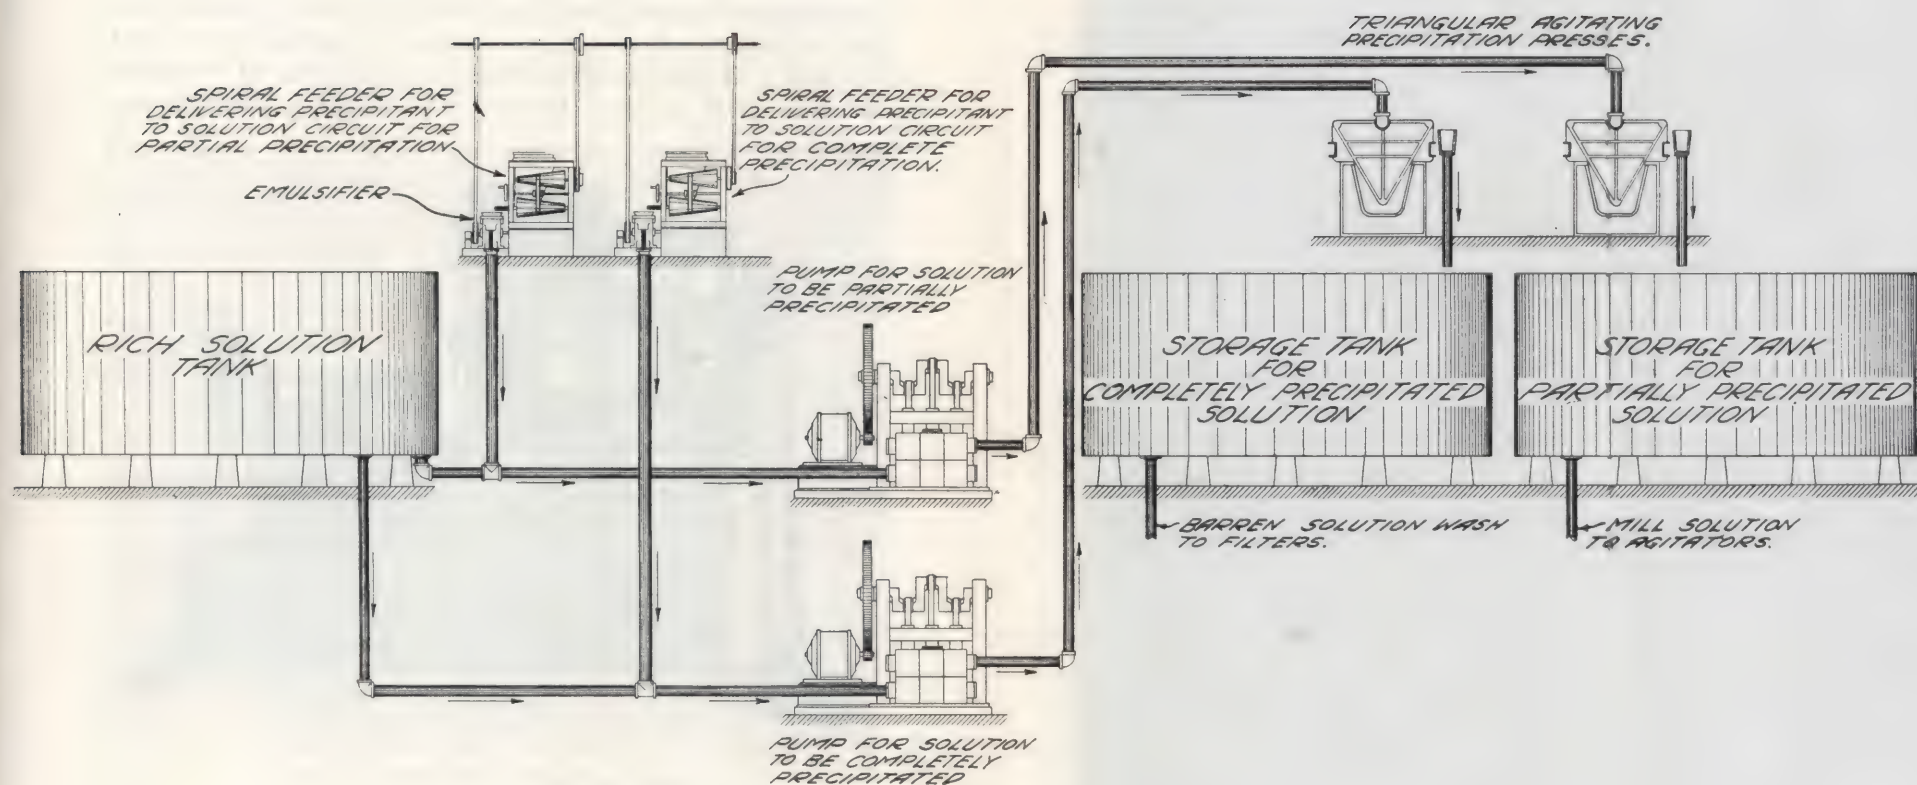 TRIANGULAR AGITATING
PRECIPITATION PRESSES.
SPIRAL FEEDER FOR
DELIVERING PRECIPITANT
TO SOLUTION CIRCUIT FOR
PARTIAL PRECIPITATION
SPIRAL FEEDER FOR
DELIVERING PRECIPITANT
TO SOLUTION CIRCUIT
FOR COMPLETE
PRECIPITATION.
EMULSIFIER
PUMP FOR SOLUTION
TO BE PARTIALLY
PRECIPITATED
RICH SOLUTION
TANK
STORAGE TANK
FOR
COMPLETELY PRECIPITATED
SOLUTION
STORAGE TANK
FOR
PARTIALLY PRECIPITATED
SOLUTION
BARREN SOLUTION WASH
TO FILTERS.
MILL SOLUTION
TO AGITATORS.
PUMP FOR SOLUTION
TO BE COMPLETELY
PRECIPITATED